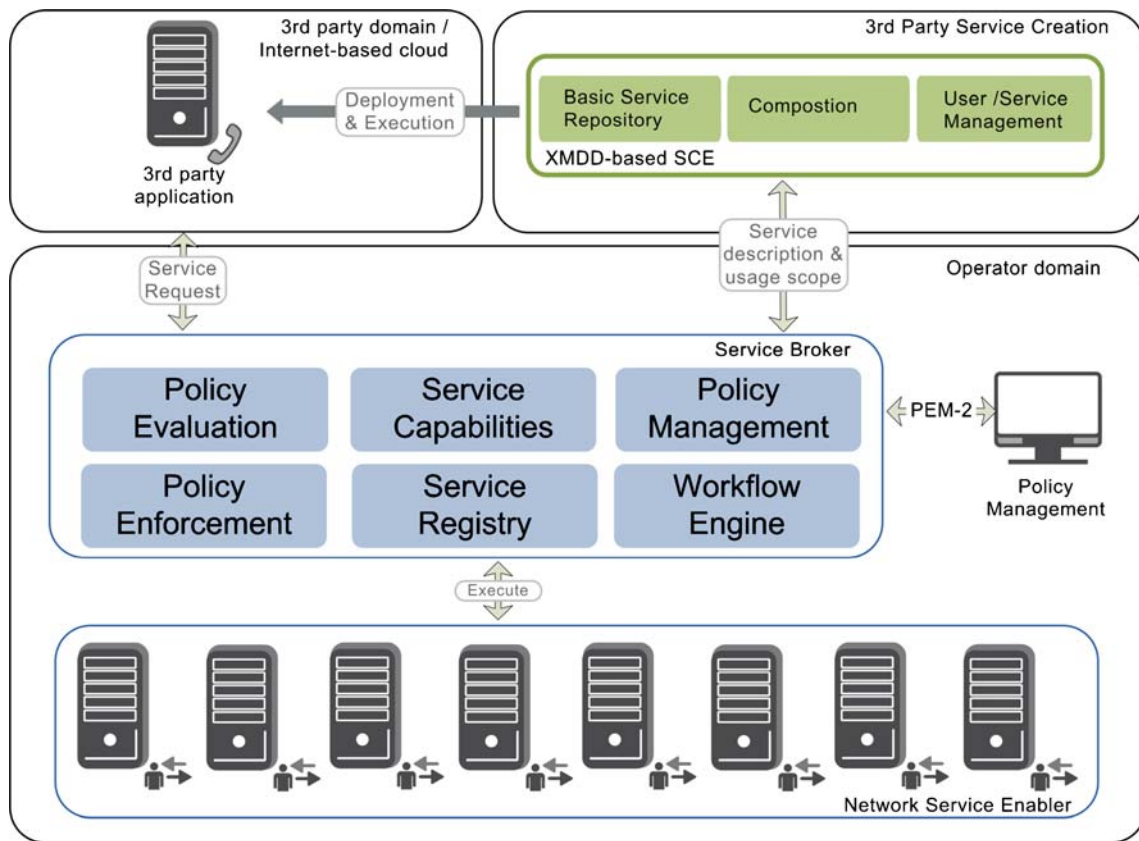 3rd party domain /
Internet-based cloud
3rd party
application
Deployment
& Execution
3rd Party Service Creation
Basic Service
Repository
Compostion
User /Service
Management
XMDD-based SCE
Service
Request
Service
description &
usage scope
Operator domain
Service Broker
Policy
Evaluation
Service
Capabilities
Policy
Management
Policy
Enforcement
Service
Registry
Workflow
Engine
PEM-2
Policy
Management
Execute
Network Service Enabler